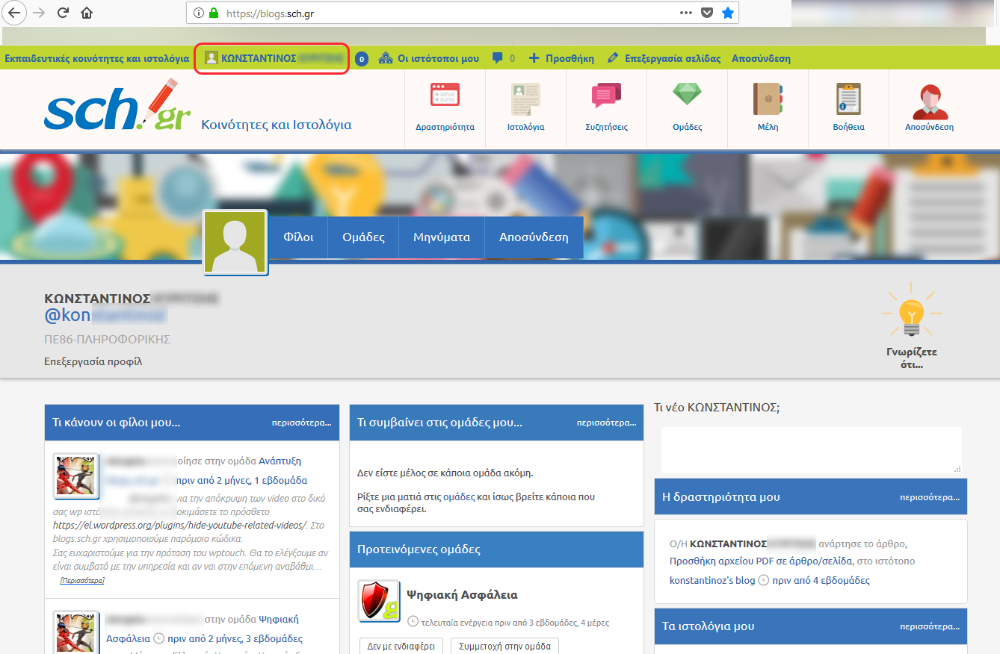 https://blogs.sch.gr
Εκπαιδευτικές κοινότητες και ιστολόγια
ΚΩΝΣΤΑΝΤΙΝΟΣ
0
Οι ιστότοποι μου
0
Προσθήκη
Επεξεργασία σελίδας
Αποσύνδεση
sch.gr
Κοινότητες και Ιστολόγια
Δραστηριότητα
Ιστολόγια
Συζητήσεις
Ομάδες
Μέλη
Βοήθεια
Αποσύνδεση
Φίλοι
Ομάδες
Μηνύματα
Αποσύνδεση
ΚΩΝΣΤΑΝΤΙΝΟΣ
@kon
ΠΕ86-ΠΛΗΡΟΦΟΡΙΚΗΣ
Επεξεργασία προφίλ
Γνωρίζετε
ότι...
Τι κάνουν οι φίλοι μου...
περισσότερα...
οίησε στην ομάδα Ανάπτυξη
πριν από 2 μήνες, 1 εβδομάδα
για την απόκρυψη των video στο δικό
σας wp ιστό
οκιμάσετε το πρόσθετο
https://el.wordpress.org/plugins/hide-youtube-related-videos/. Στο
blogs.sch.gr χρησιμοποιούμε παρόμοιο κώδικα.
Σας ευχαριστούμε για την πρόταση του wptouch. Θα το ελέγξουμε αν
είναι συμβατό με την υπηρεσία και αν ναι στην επόμενη αναβάθμι…
[Περισσότερα]
στην ομάδα Ψηφιακή
Ασφάλεια πριν από 2 μήνες, 3 εβδομάδες
Τι συμβαίνει στις ομάδες μου...
περισσότερα...
Δεν είστε μέλος σε κάποια ομάδα ακόμη.
Ρίξτε μια ματιά στις ομάδες και ίσως βρείτε κάποια που
σας ενδιαφέρει.
Προτεινόμενες ομάδες
Ψηφιακή Ασφάλεια
τελευταία ενέργεια πριν από 3 εβδομάδες, 4 μέρες
Δεν με ενδιαφέρει
Συμμετοχή στην ομάδα
Τι νέο ΚΩΝΣΤΑΝΤΙΝΟΣ;
Η δραστηριότητα μου
περισσότερα...
Ο/Η ΚΩΝΣΤΑΝΤΙΝΟΣ ανάρτησε το άρθρο,
Προσθήκη αρχείου PDF σε άρθρο/σελίδα, στο ιστότοπο
konstantinoz's blog πριν από 4 εβδομάδες
Τα ιστολόγια μου
περισσότερα...